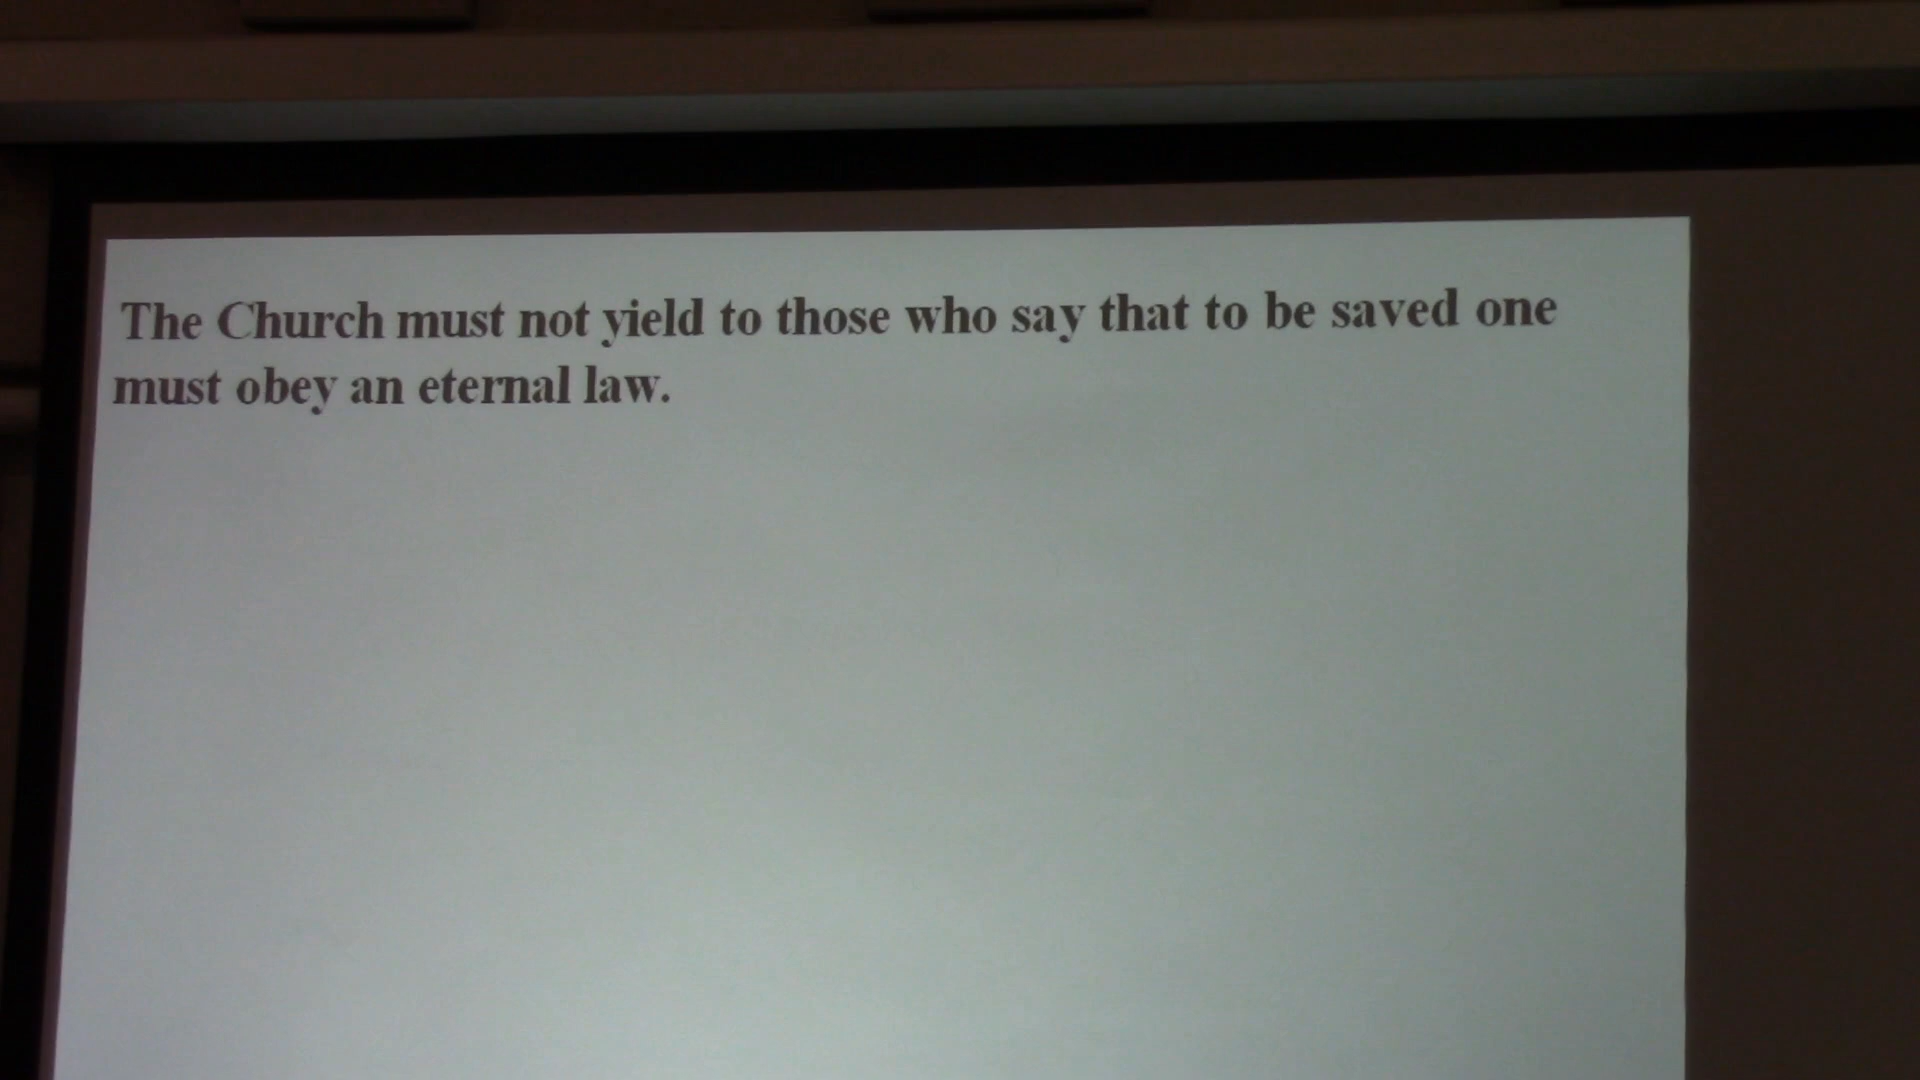 The Church must not yield to those who say that to be saved one
must obey an eternal law.